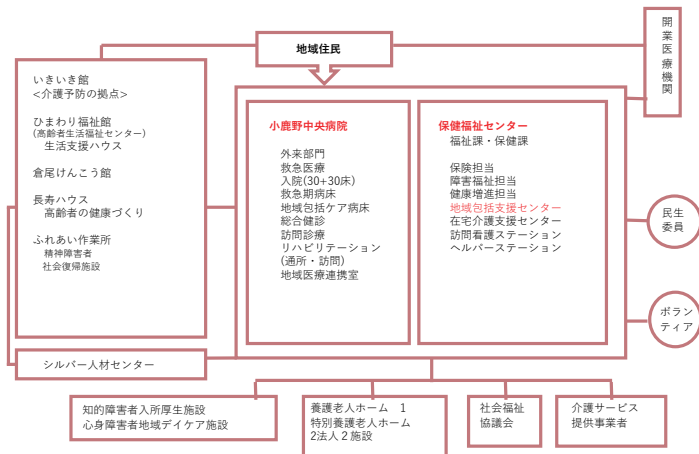 地域住民
開業医療機関
いきいき館
<介護予防の拠点>
ひまわり福祉館
(高齢者生活福祉センター)
生活支援ハウス
倉尾けんこう館
長寿ハウス
高齢者の健康づくり
ふれあい作業所
精神障害者
社会復帰施設
シルバー人材センター
小鹿野中央病院
外来部門
救急医療
入院(30+30床)
救急期病床
地域包括ケア病床
総合健診
訪問診療
リハビリテーション
(通所・訪問)
地域医療連携室
保健福祉センター
福祉課・保健課
保険担当
障害福祉担当
健康増進担当
地域包括支援センター
在宅介護支援センター
訪問看護ステーション
ヘルパーステーション
民生
委員
ボラン
ティア
知的障害者入所厚生施設
心身障害者地域デイケア施設
養護老人ホーム 1
特別養護老人ホーム
2法人2施設
社会福祉
協議会
介護サービス
提供事業者